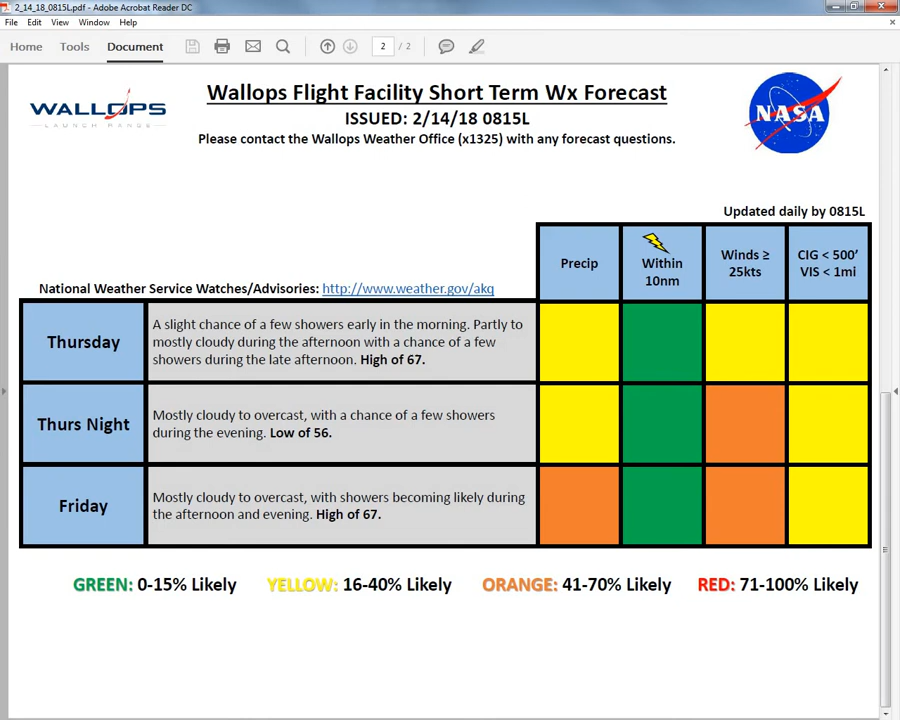 2_14_18_0815L.pdf - Adobe Acrobat Reader DC
File Edit View Window Help
Home Tools Document 2 / 2
WALLOPS
LAUNCH RANGE
Wallops Flight Facility Short Term Wx Forecast
ISSUED: 2/14/18 0815L
Please contact the Wallops Weather Office (x1325) with any forecast questions.
NASA
Updated daily by 0815L
National Weather Service Watches/Advisories: http://www.weather.gov/akq
Precip
Within
10nm
Winds ≥
25kts
CIG < 500’
VIS < 1mi
Thursday
A slight chance of a few showers early in the morning. Partly to
mostly cloudy during the afternoon with a chance of a few
showers during the late afternoon. High of 67.
Thurs Night
Mostly cloudy to overcast, with a chance of a few showers
during the evening. Low of 56.
Friday
Mostly cloudy to overcast, with showers becoming likely during
the afternoon and evening. High of 67.
GREEN: 0-15% Likely YELLOW: 16-40% Likely ORANGE: 41-70% Likely RED: 71-100% Likely